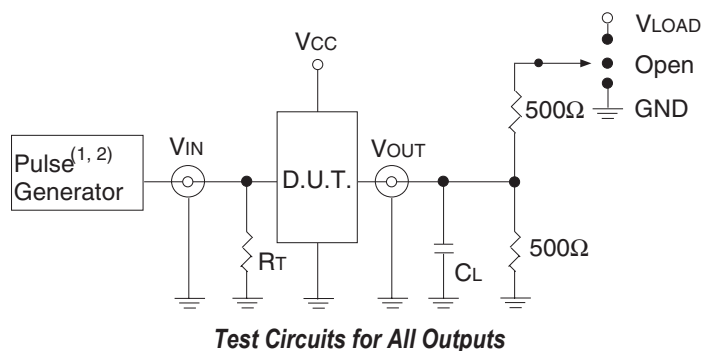 VLOAD
VCC
Open
500Ω
GND
Pulse(1, 2)
Generator
VIN
D.U.T.
VOUT
RT
CL
500Ω
Test Circuits for All Outputs